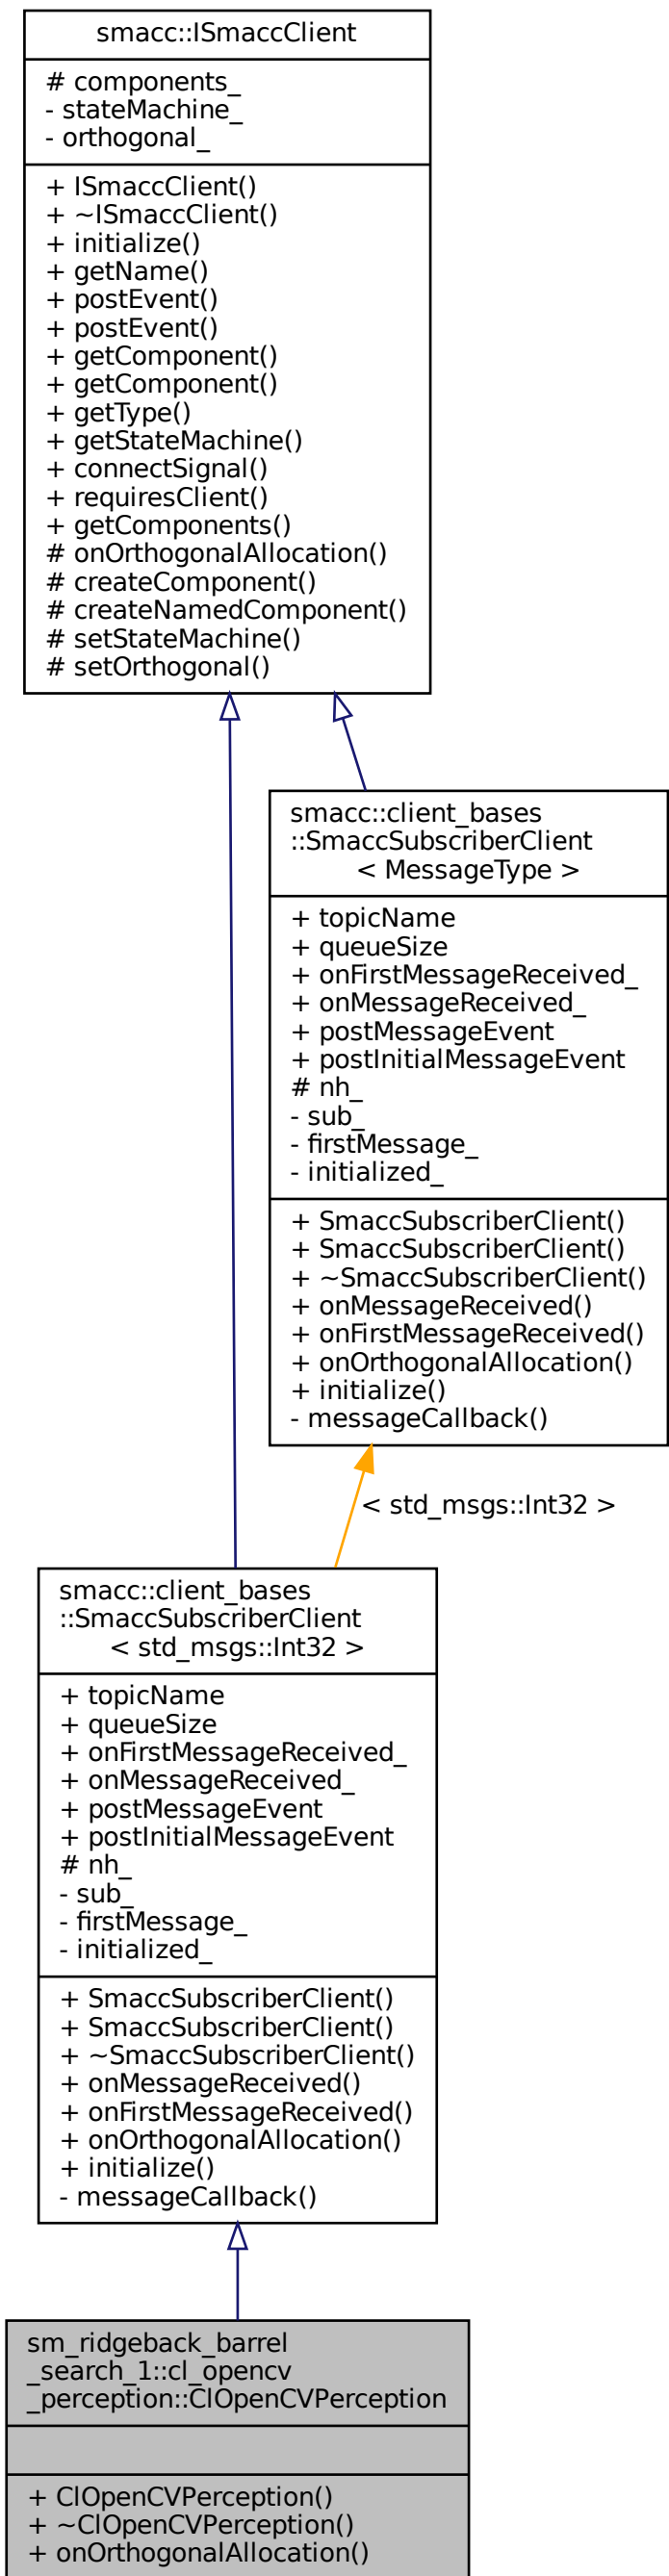 smacc::ISmaccClient
# components_
- stateMachine_
- orthogonal_
+ ISmaccClient()
+ ~ISmaccClient()
+ initialize()
+ getName()
+ postEvent()
+ postEvent()
+ getComponent()
+ getComponent()
+ getType()
+ getStateMachine()
+ connectSignal()
+ requiresClient()
+ getComponents()
# onOrthogonalAllocation()
# createComponent()
# createNamedComponent()
# setStateMachine()
# setOrthogonal()
smacc::client_bases
::SmaccSubscriberClient
< MessageType >
+ topicName
+ queueSize
+ onFirstMessageReceived_
+ onMessageReceived_
+ postMessageEvent
+ postInitialMessageEvent
# nh_
- sub_
- firstMessage_
- initialized_
+ SmaccSubscriberClient()
+ SmaccSubscriberClient()
+ ~SmaccSubscriberClient()
+ onMessageReceived()
+ onFirstMessageReceived()
+ onOrthogonalAllocation()
+ initialize()
- messageCallback()
< std_msgs::Int32 >
smacc::client_bases
::SmaccSubscriberClient
< std_msgs::Int32 >
+ topicName
+ queueSize
+ onFirstMessageReceived_
+ onMessageReceived_
+ postMessageEvent
+ postInitialMessageEvent
# nh_
- sub_
- firstMessage_
- initialized_
+ SmaccSubscriberClient()
+ SmaccSubscriberClient()
+ ~SmaccSubscriberClient()
+ onMessageReceived()
+ onFirstMessageReceived()
+ onOrthogonalAllocation()
+ initialize()
- messageCallback()
sm_ridgeback_barrel
_search_1::cl_opencv
_perception::ClOpenCVPerception
+ ClOpenCVPerception()
+ ~ClOpenCVPerception()
+ onOrthogonalAllocation()